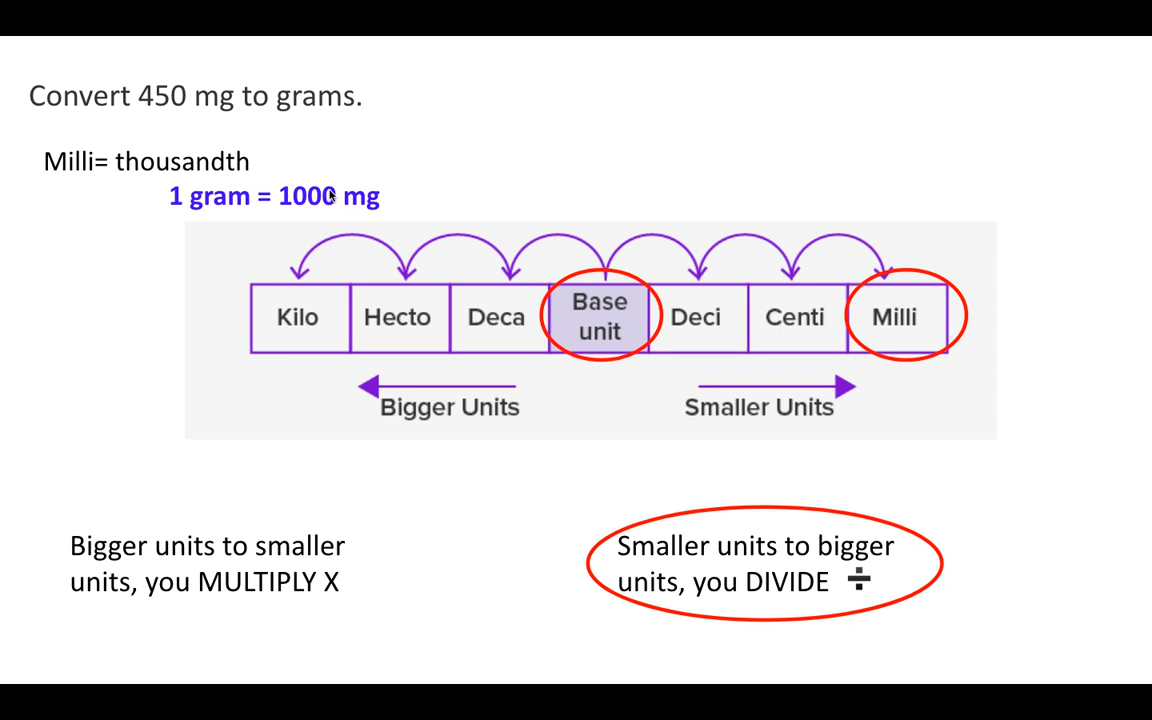 Convert 450 mg to grams.
Milli= thousandth
1 gram = 1000 mg
Kilo Hecto Deca Base unit Deci Centi Milli
Bigger Units
Smaller Units
Bigger units to smaller
units, you MULTIPLY X
Smaller units to bigger
units, you DIVIDE ÷